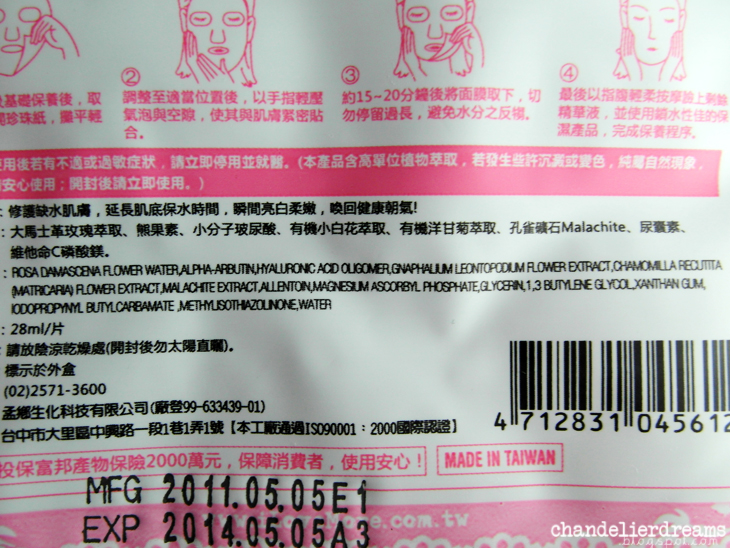 基礎保養後，取
珍珠紙，攤平輕
②
調整至適當位置後，以手指輕壓
氣泡與空隙，使其與肌膚緊密貼
合。
③
約15~20分鐘後將面膜取下，切
勿停留過長，避免水分之反搶。
④
最後以指腹輕柔按摩臉上剩餘
精華液，並使用鎖水性佳的保
濕產品，完成保養程序。
使用後若有不適或過敏症狀，請立即停用並就醫。(本產品含高單位植物萃取，若發生些許沉澱或變色，純屬自然現象，
安心使用；開封後請立即使用。)
：修護缺水肌膚，延長肌底保水時間，瞬間亮白柔嫩，喚回健康朝氣!
：大馬士革玫瑰萃取、熊果素、小分子玻尿酸、有機小白花萃取、有機洋甘菊萃取、孔雀礦石Malachite、尿囊素、
維他命C磷酸鎂。
：ROSA DAMASCENA FLOWER WATER,ALPHA-ARBUTIN,HYALURONIC ACID OLIGOMER,GNAPHALIUM LEONTOPODIUM FLOWER EXTRACT,CHAMOMILLA RECUTITA
(MATRICARIA) FLOWER EXTRACT,MALACHITE EXTRACT,ALLENTOIN,MAGNESIUM ASCORBYL PHOSPHATE,GLYCERIN,1,3 BUTYLENE GLYCOL,XANTHAN GUM,
IODOPROPYNYL BUTYLCARBAMATE ,METHYLISOTHIAZOLINONE,WATER
：28ml/片
：請放陰涼乾燥處(開封後勿太陽直曬)。
標示於外盒
(02)2571-3600
孟鄉生化科技有限公司(廠登99-633439-01)
台中市大里區中興路一段1巷1弄1號【本工廠通過ISO90001：2000國際認證】
4 712831 045612
投保富邦產物保險2000萬元，保障消費者，使用安心！
MADE IN TAIWAN
MFG 2011.05.05E1
EXP 2014.05.05A3
.com.tw
chandelierdreams
blogspot.com